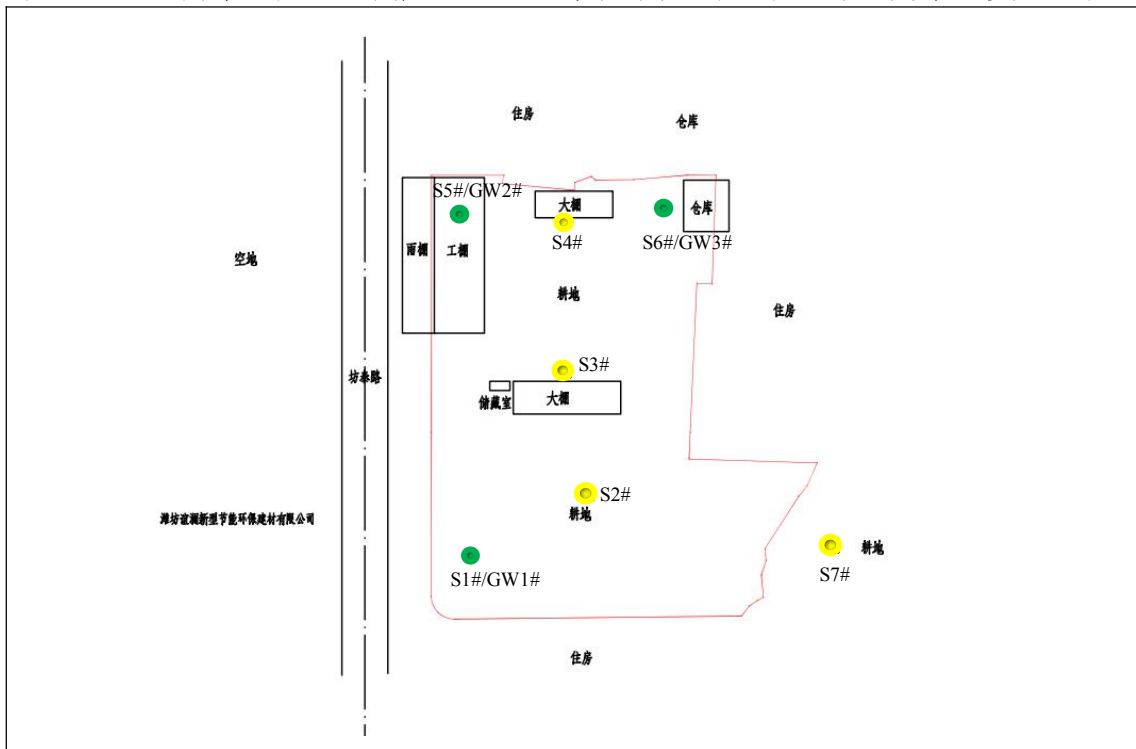 住房
仓库
S5#/GW2#
大棚
仓库
S4#
S6#/GW3#
雨棚
工棚
空地
耕地
住房
S3#
坊泰路
储藏室
大棚
S2#
耕地
潍坊谊润新型节能环保建材有限公司
耕地
S7#
S1#/GW1#
住房